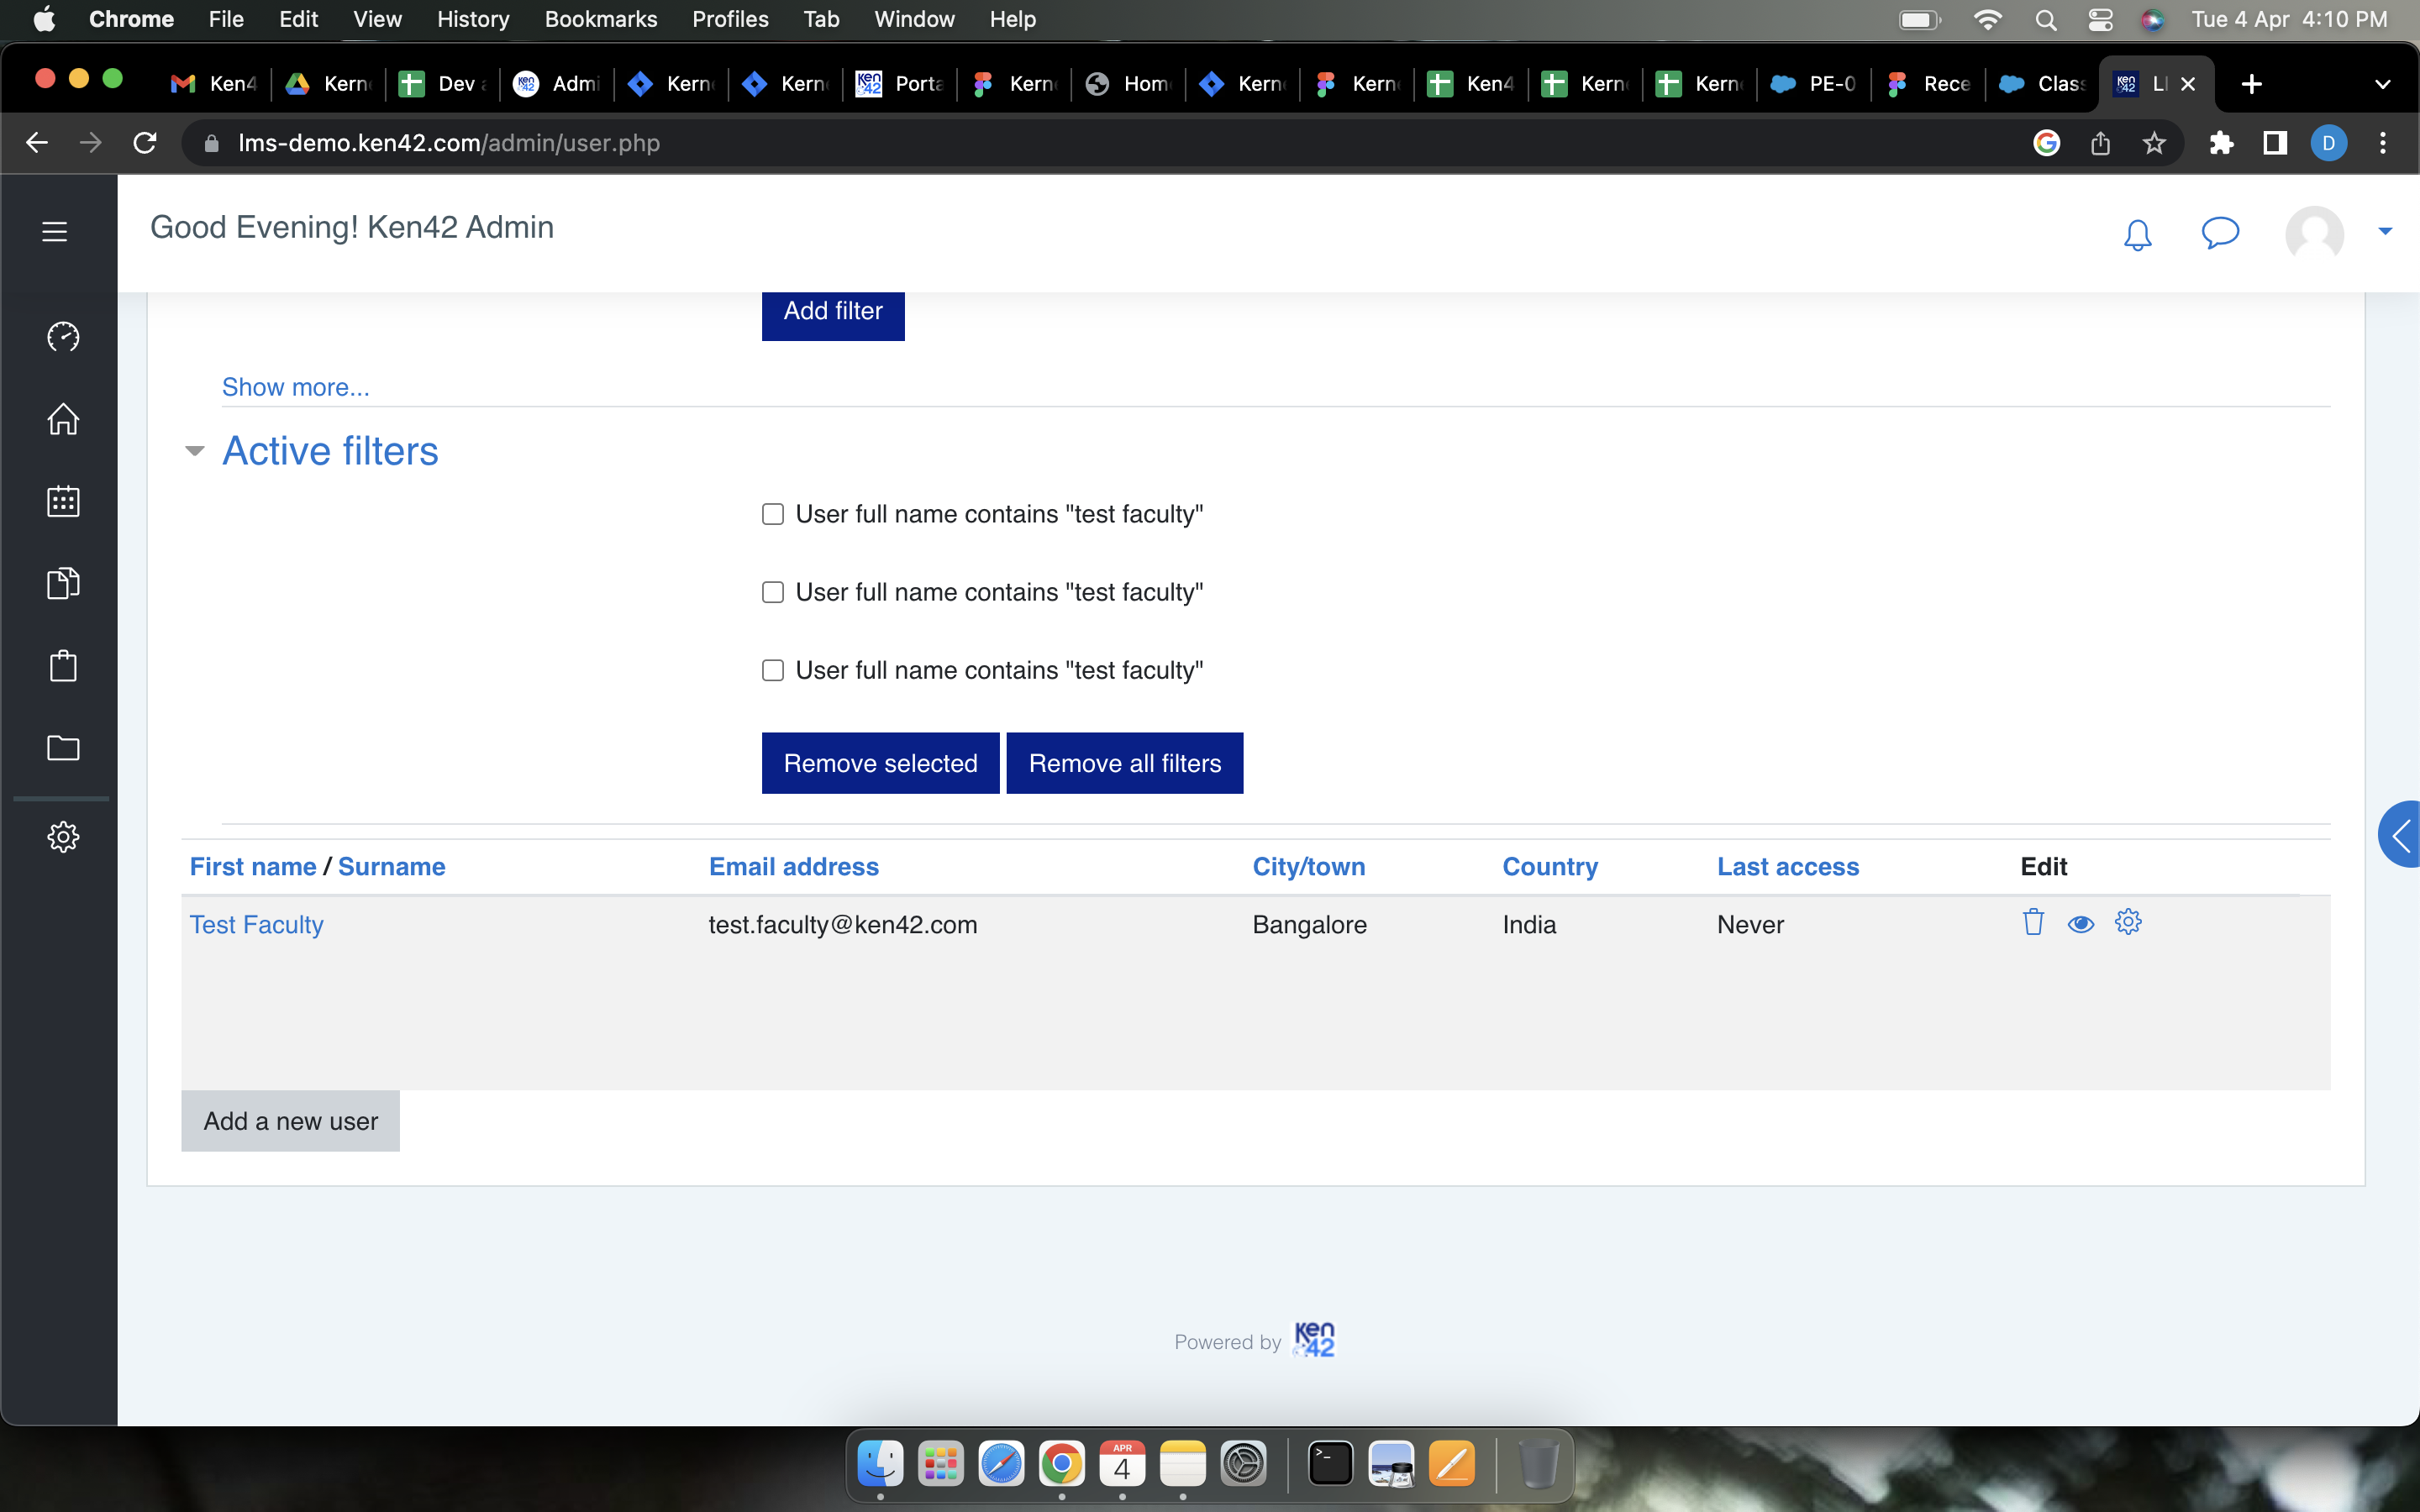 Chrome File Edit View History Bookmarks Profiles Tab Window Help Tue 4 Apr 4:10 PM
Ken4 Kern Dev a Admi Kern Kern Porta Kern Hom Kern Kern Ken4 Kern Kern PE-0 Rece Class
lms-demo.ken42.com/admin/user.php D
Good Evening! Ken42 Admin
Add filter
Show more...
Active filters
User full name contains "test faculty"
User full name contains "test faculty"
User full name contains "test faculty"
Remove selected Remove all filters
First name / Surname Email address City/town Country Last access Edit
Test Faculty test.faculty@ken42.com Bangalore India Never
Add a new user
Powered by Ken42
APR
4